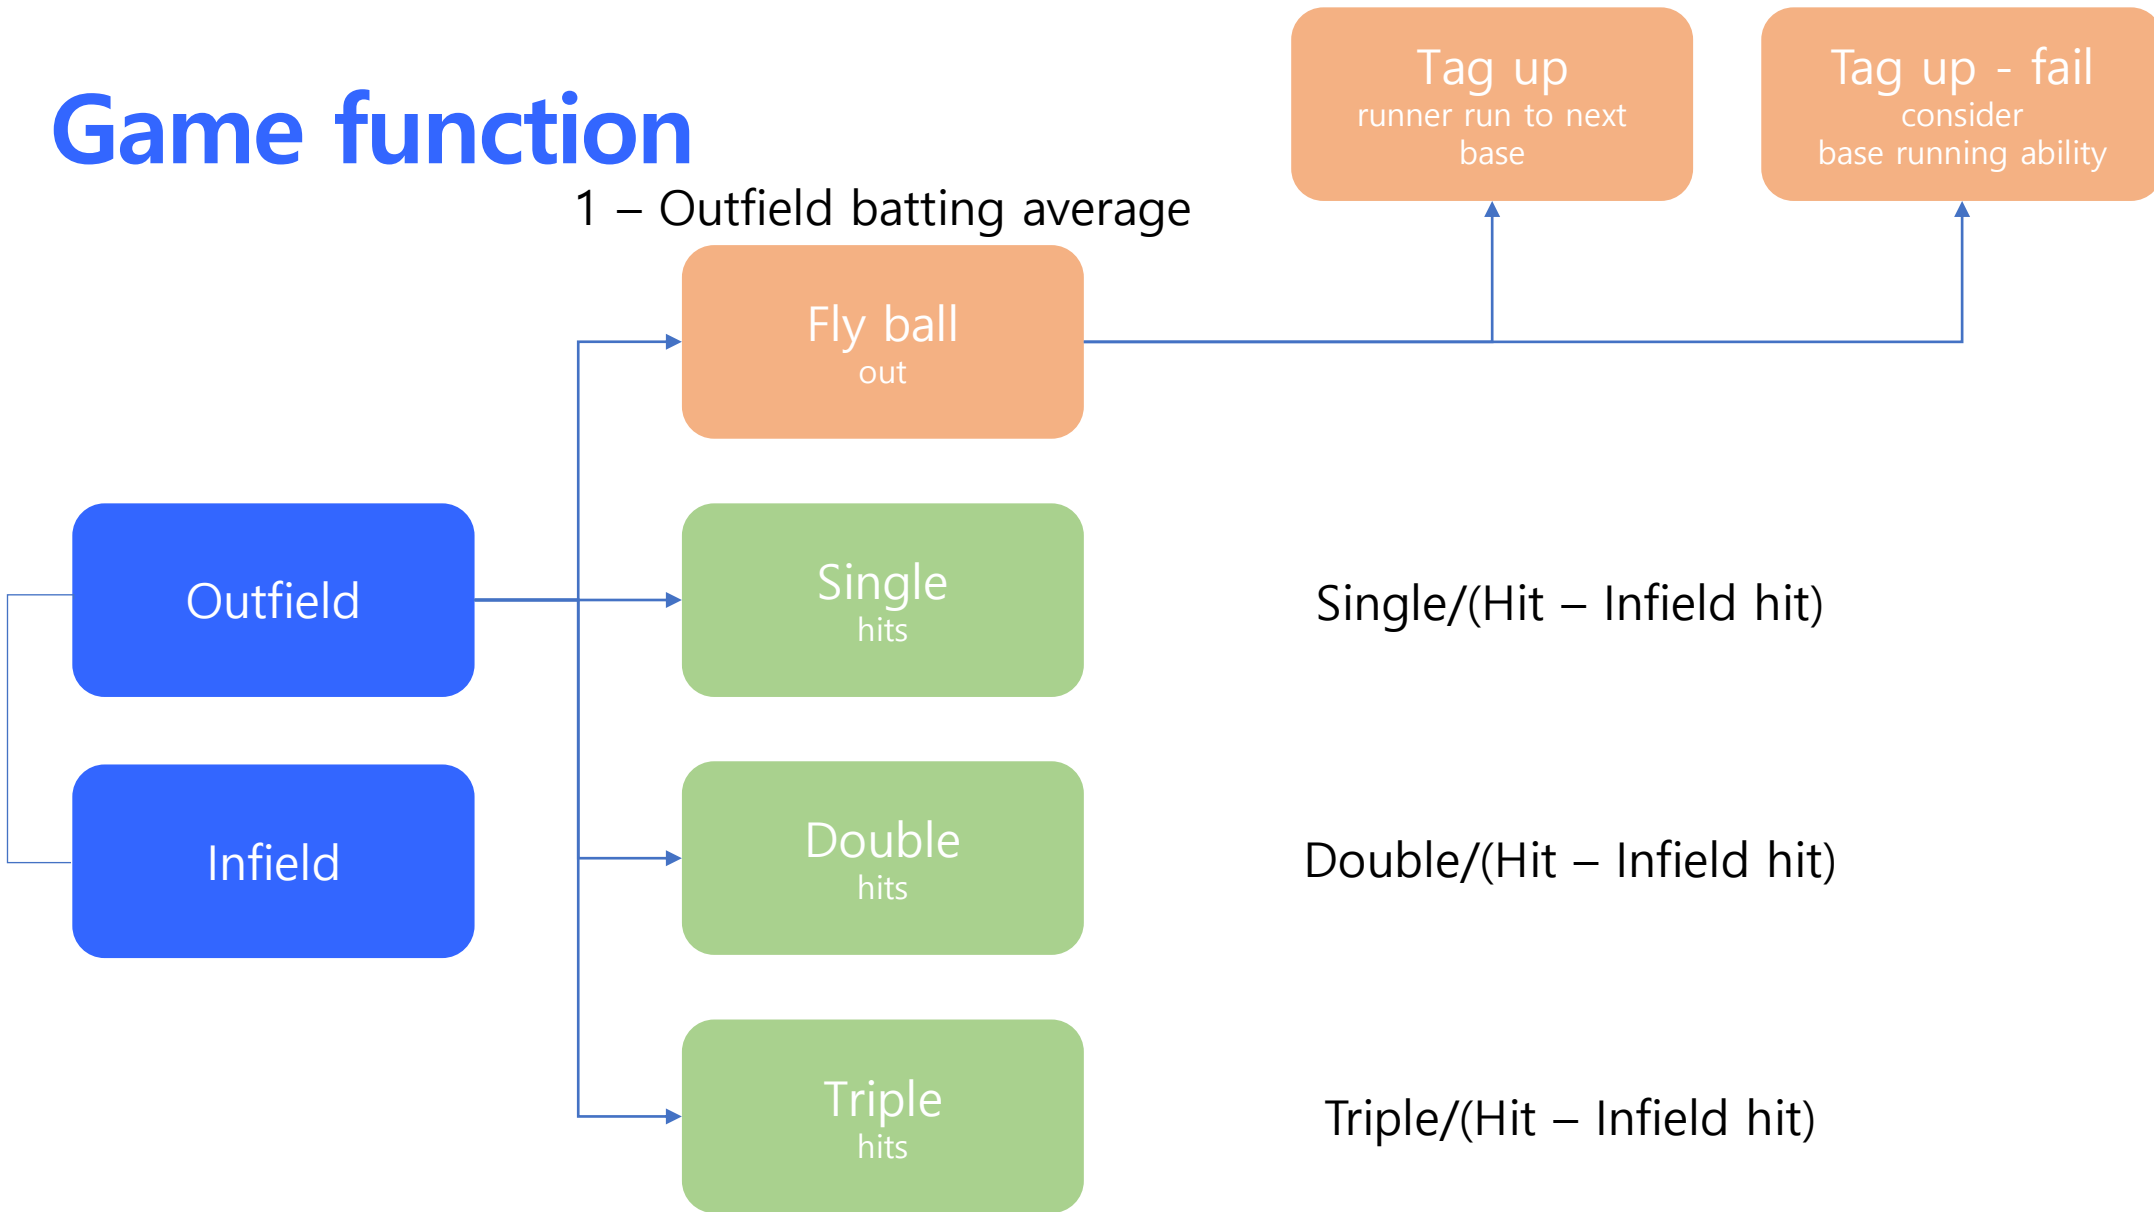 Game function
Tag up
runner run to next
base
Tag up - fail
consider
base running ability
1 – Outfield batting average
Fly ball
out
Outfield
Single
hits
Single/(Hit – Infield hit)
Infield
Double
hits
Double/(Hit – Infield hit)
Triple
hits
Triple/(Hit – Infield hit)